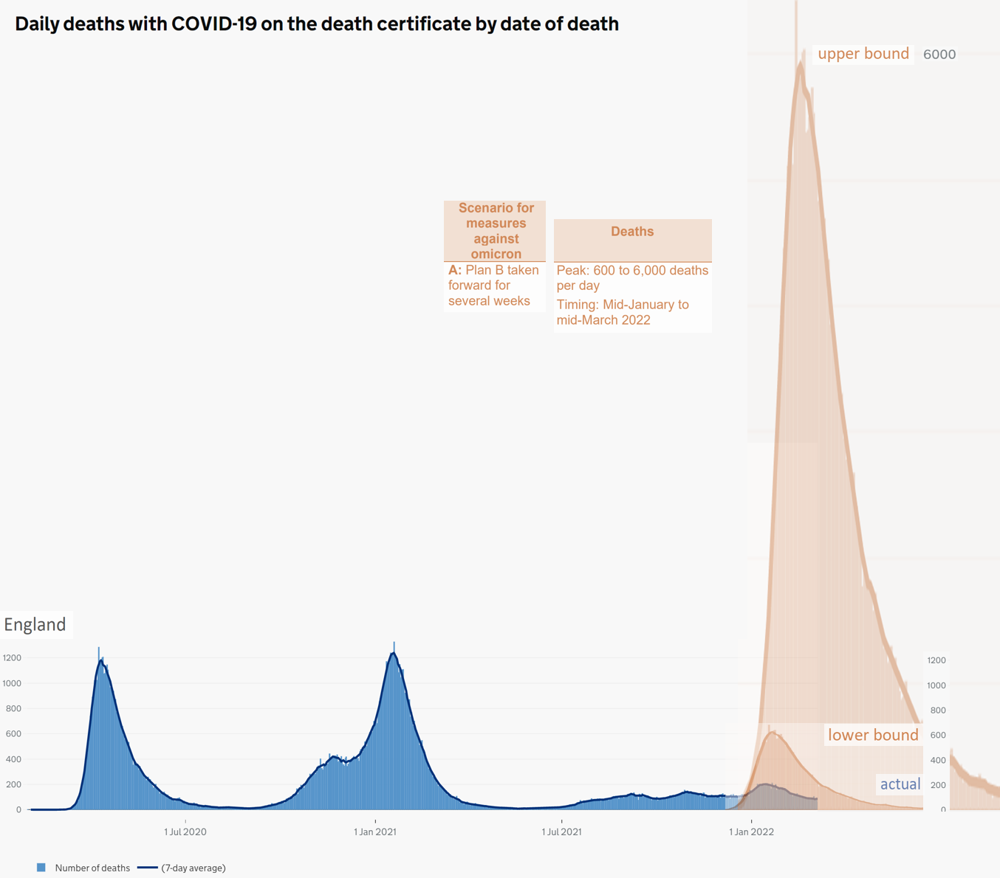 Daily deaths with COVID-19 on the death certificate by date of death
upper bound 6000
Scenario for
measures
against
omicron
A: Plan B taken
forward for
several weeks
Deaths
Peak: 600 to 6,000 deaths
per day
Timing: Mid-January to
mid-March 2022
England
1200
1000
800
600
400
200
0
1200
1000
800
600
400
200
0
lower bound
actual
1 Jul 2020
1 Jan 2021
1 Jul 2021
1 Jan 2022
Number of deaths
(7-day average)